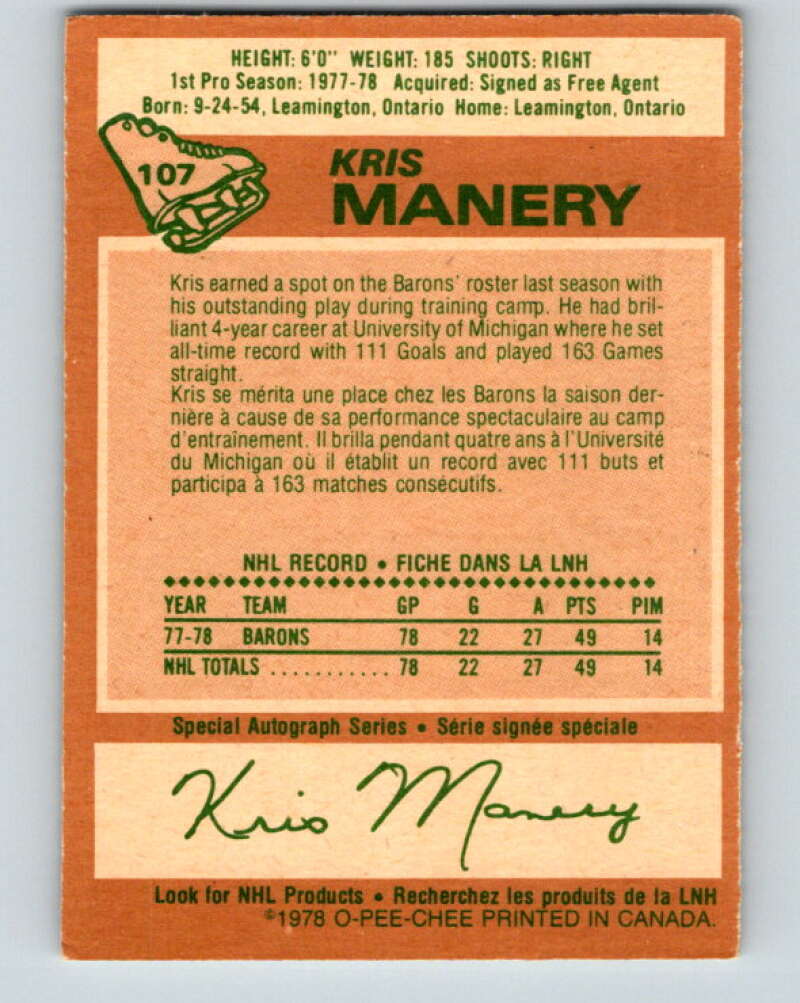 HEIGHT: 6'0" WEIGHT: 185 SHOOTS: RIGHT
1st Pro Season: 1977-78 Acquired: Signed as Free Agent
Born: 9-24-54, Leamington, Ontario Home: Leamington, Ontario
107
KRIS
MANERY
Kris earned a spot on the Barons' roster last season with
his outstanding play during training camp. He had bril-
liant 4-year career at University of Michigan where he set
all-time record with 111 Goals and played 163 Games
straight.
Kris se mérita une place chez les Barons la saison der-
nière à cause de sa performance spectaculaire au camp
d'entraînement. Il brilla pendant quatre ans à l'Université
du Michigan où il établit un record avec 111 buts et
participa à 163 matches consécutifs.
NHL RECORD • FICHE DANS LA LNH
YEAR TEAM GP G A PTS PIM
77-78 BARONS 78 22 27 49 14
NHL TOTALS ........... 78 22 27 49 14
Special Autograph Series • Série signée spéciale
Kris Manery
Look for NHL Products • Recherchez les produits de la LNH
©1978 O-PEE-CHEE PRINTED IN CANADA.